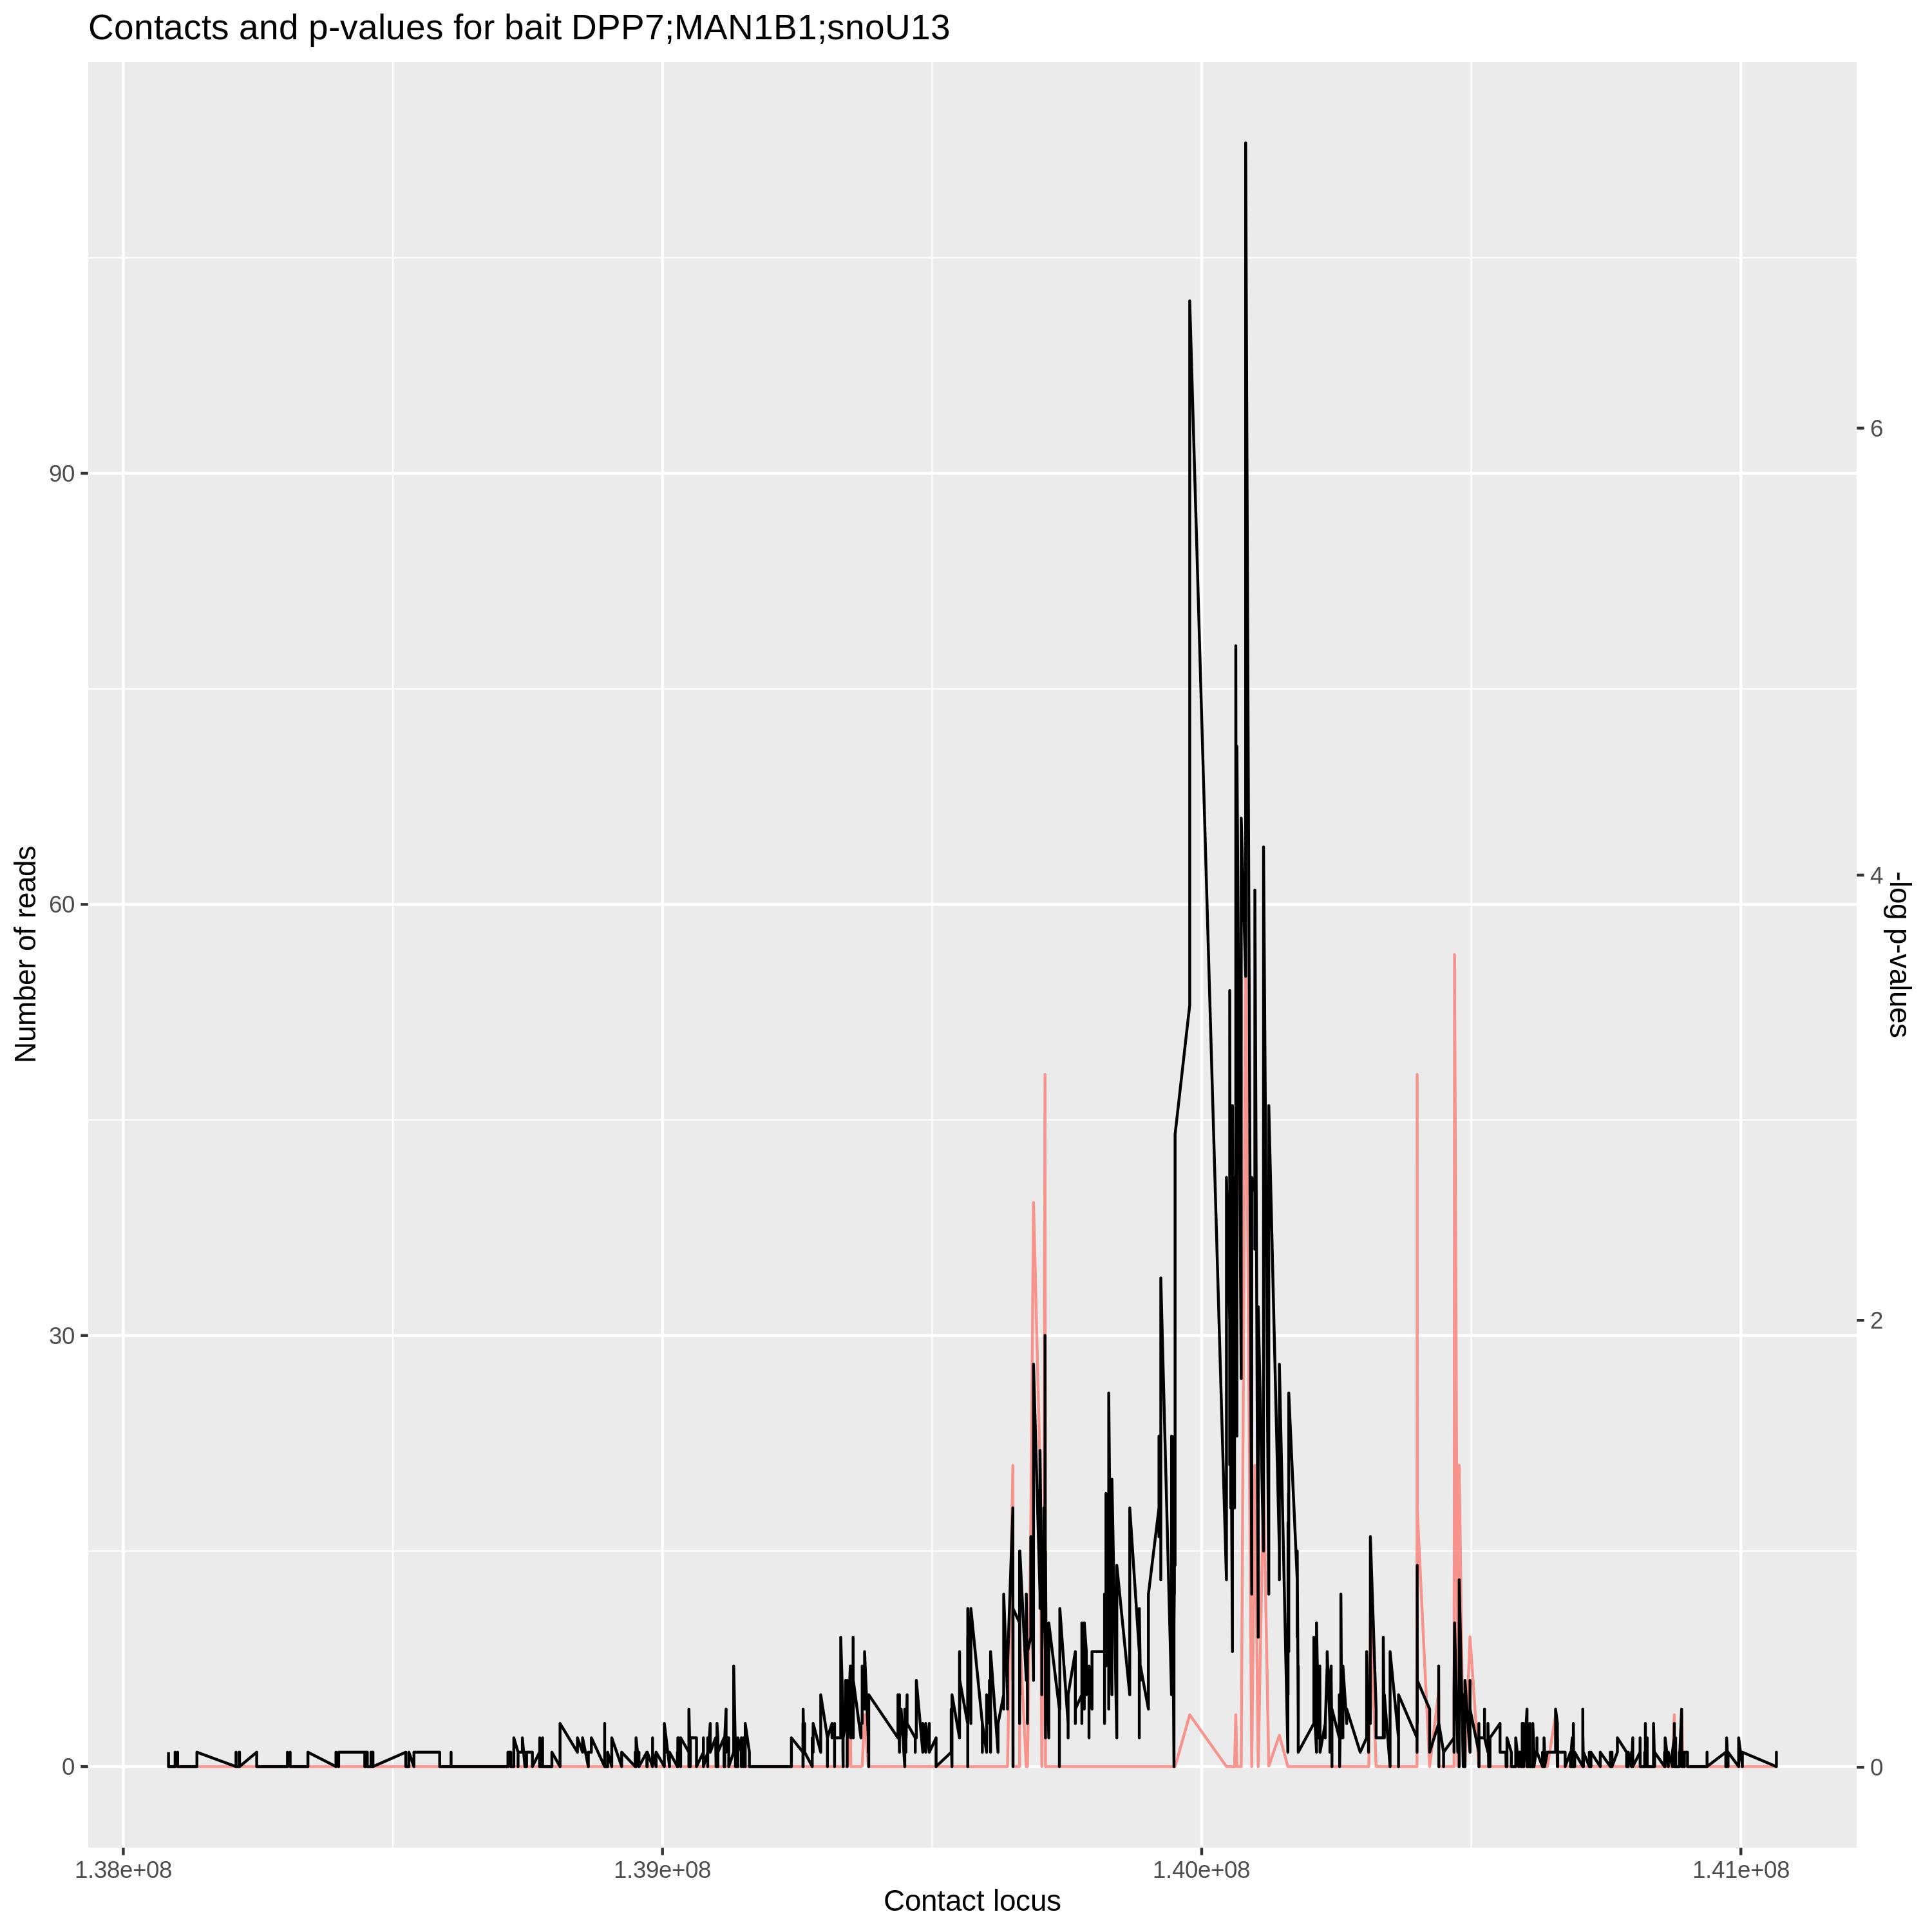 Contacts and p-values for bait DPP7;MAN1B1;snoU13
90
60
30
0
Number of reads
6
4
2
0
-log p-values
1.38e+08
1.39e+08
1.40e+08
1.41e+08
Contact locus